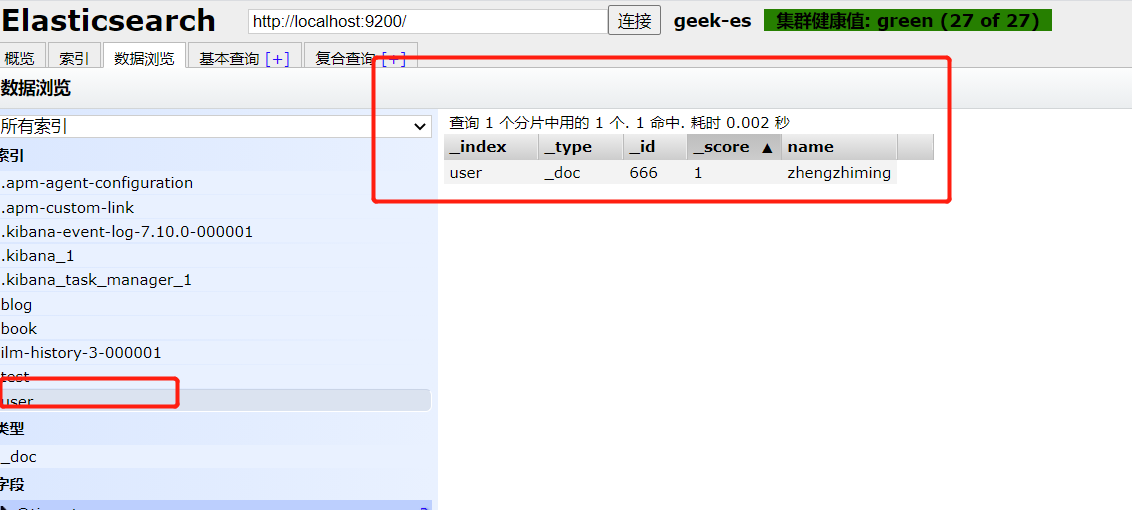 Elasticsearch http://localhost:9200/ 连接 geek-es 集群健康值: green (27 of 27)
概览 索引 数据浏览 基本查询 [+] 复合查询 [+]
数据浏览
所有索引
索引
.apm-agent-configuration
.apm-custom-link
.kibana-event-log-7.10.0-000001
.kibana_1
.kibana_task_manager_1
blog
book
ilm-history-3-000001
test
user
类型
_doc
字段
查询 1 个分片中用的 1 个. 1 命中. 耗时 0.002 秒
_index _type _id _score ▲ name
user _doc 666 1 zhengzhiming